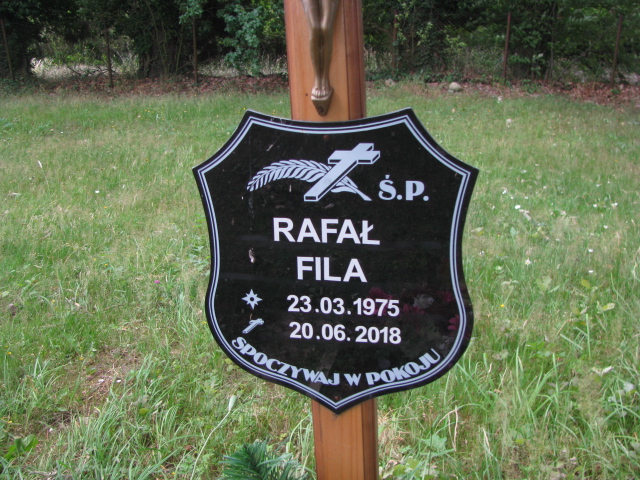 Ś.P.
RAFAŁ
FILA
23.03.1975
20.06.2018
SPOCZYWAJ W POKOJU